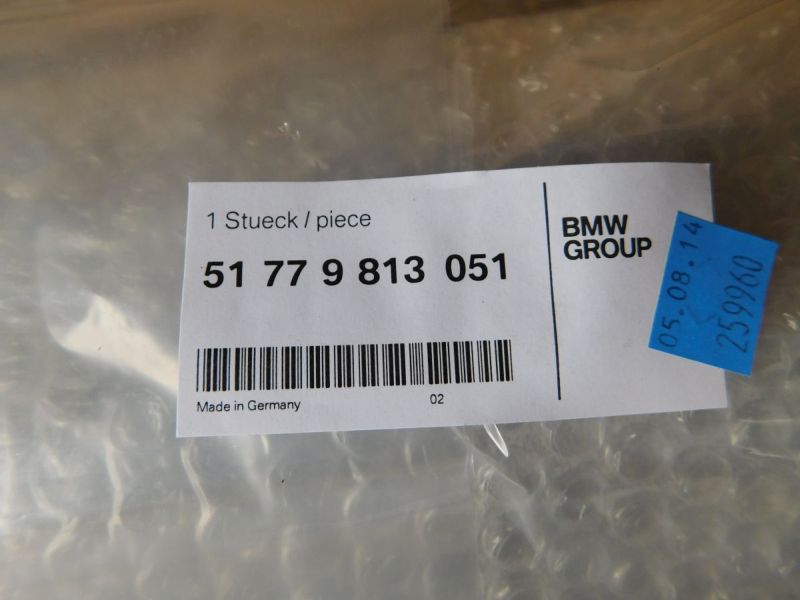 1 Stueck / piece
51 77 9 813 051
Made in Germany
02
BMW
GROUP
05.08.14
259960